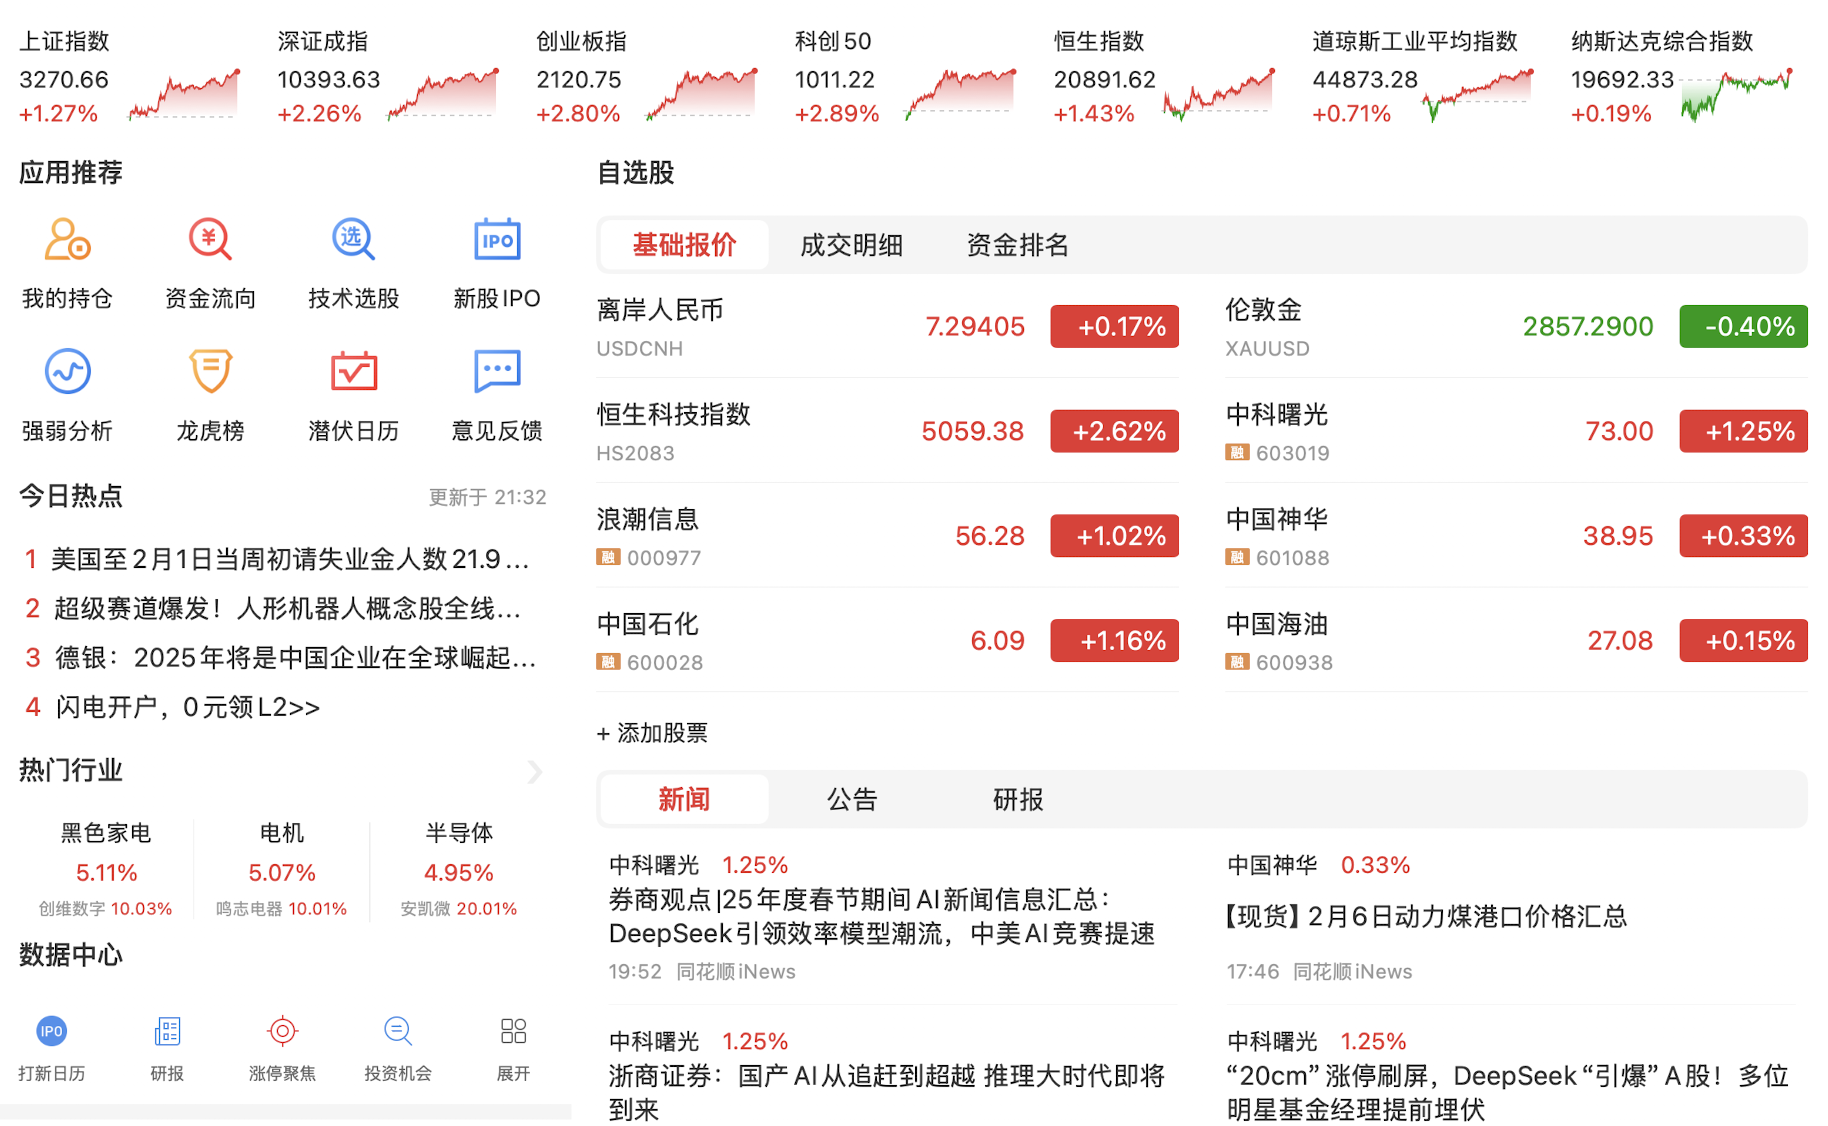 上证指数
3270.66
+1.27%
深证成指
10393.63
+2.26%
创业板指
2120.75
+2.80%
科创50
1011.22
+2.89%
恒生指数
20891.62
+1.43%
道琼斯工业平均指数
44873.28
+0.71%
纳斯达克综合指数
19692.33
+0.19%
应用推荐
我的持仓
¥
资金流向
选
技术选股
IPO
新股IPO
强弱分析
龙虎榜
潜伏日历
意见反馈
今日热点
更新于 21:32
1 美国至2月1日当周初请失业金人数21.9...
2 超级赛道爆发！人形机器人概念股全线...
3 德银：2025年将是中国企业在全球崛起...
4 闪电开户，0元领L2>>
热门行业
黑色家电
5.11%
创维数字 10.03%
电机
5.07%
鸣志电器 10.01%
半导体
4.95%
安凯微 20.01%
数据中心
IPO
打新日历
研报
涨停聚焦
投资机会
展开
自选股
基础报价
成交明细
资金排名
离岸人民币
USDCNH
7.29405
+0.17%
伦敦金
XAUUSD
2857.2900
-0.40%
恒生科技指数
HS2083
5059.38
+2.62%
中科曙光
融 603019
73.00
+1.25%
浪潮信息
融 000977
56.28
+1.02%
中国神华
融 601088
38.95
+0.33%
中国石化
融 600028
6.09
+1.16%
中国海油
融 600938
27.08
+0.15%
+ 添加股票
新闻
公告
研报
中科曙光 1.25%
券商观点|25年度春节期间AI新闻信息汇总：
DeepSeek引领效率模型潮流，中美AI竞赛提速
19:52 同花顺iNews
中国神华 0.33%
【现货】2月6日动力煤港口价格汇总
17:46 同花顺iNews
中科曙光 1.25%
浙商证券：国产AI从追赶到超越 推理大时代即将
到来
中科曙光 1.25%
“20cm”涨停刷屏，DeepSeek“引爆”A股！多位
明星基金经理提前埋伏